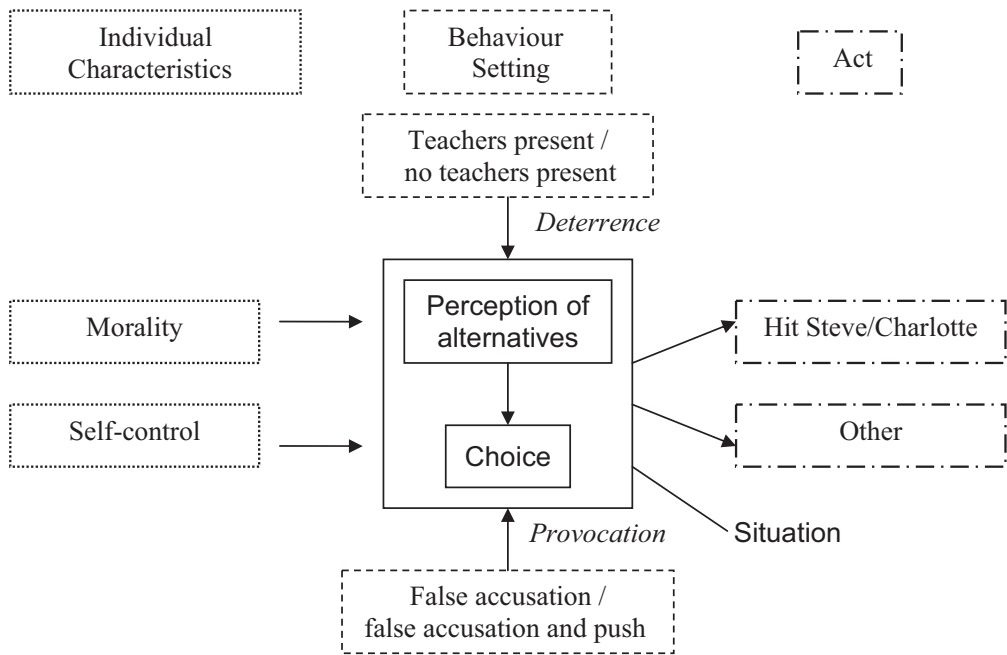 Individual
Characteristics
Behaviour
Setting
Act
Teachers present /
no teachers present
Deterrence
Perception of
alternatives
Morality
Hit Steve/Charlotte
Self-control
Choice
Other
Provocation
Situation
False accusation /
false accusation and push